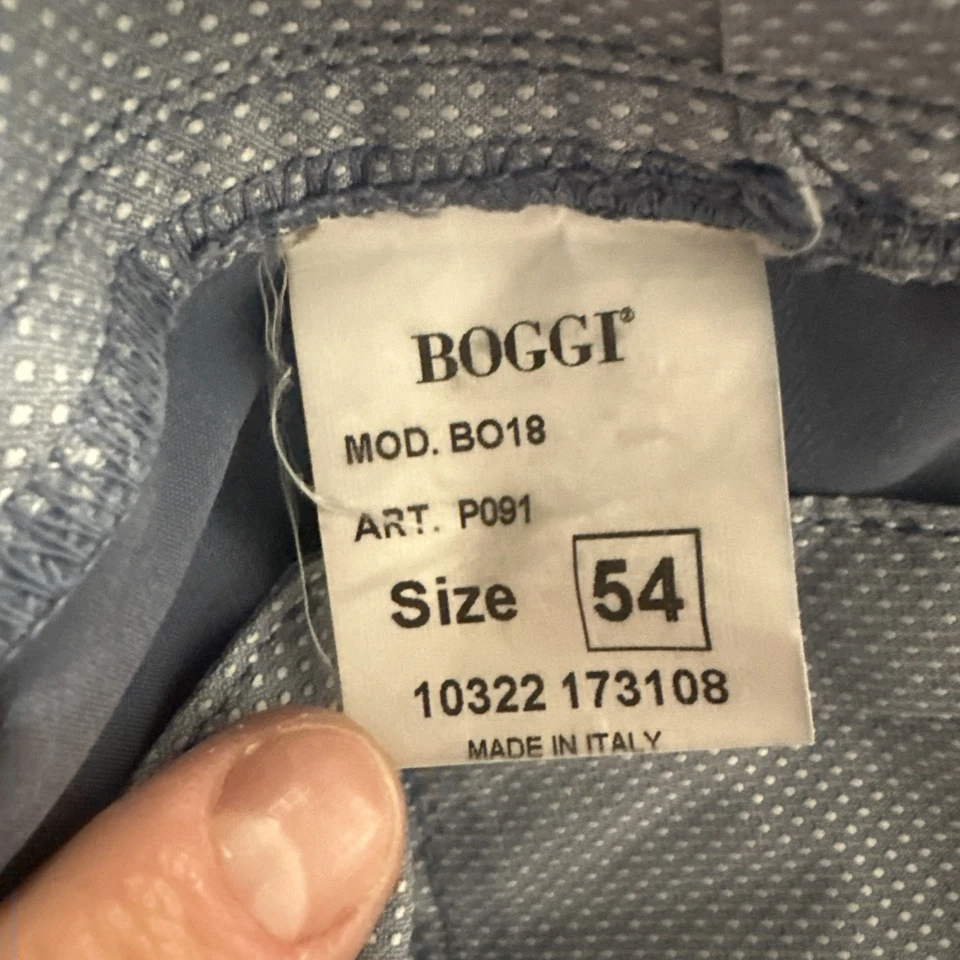 BOGGI®
MOD. BO18
ART. P091
Size 54
10322 173108
MADE IN ITALY